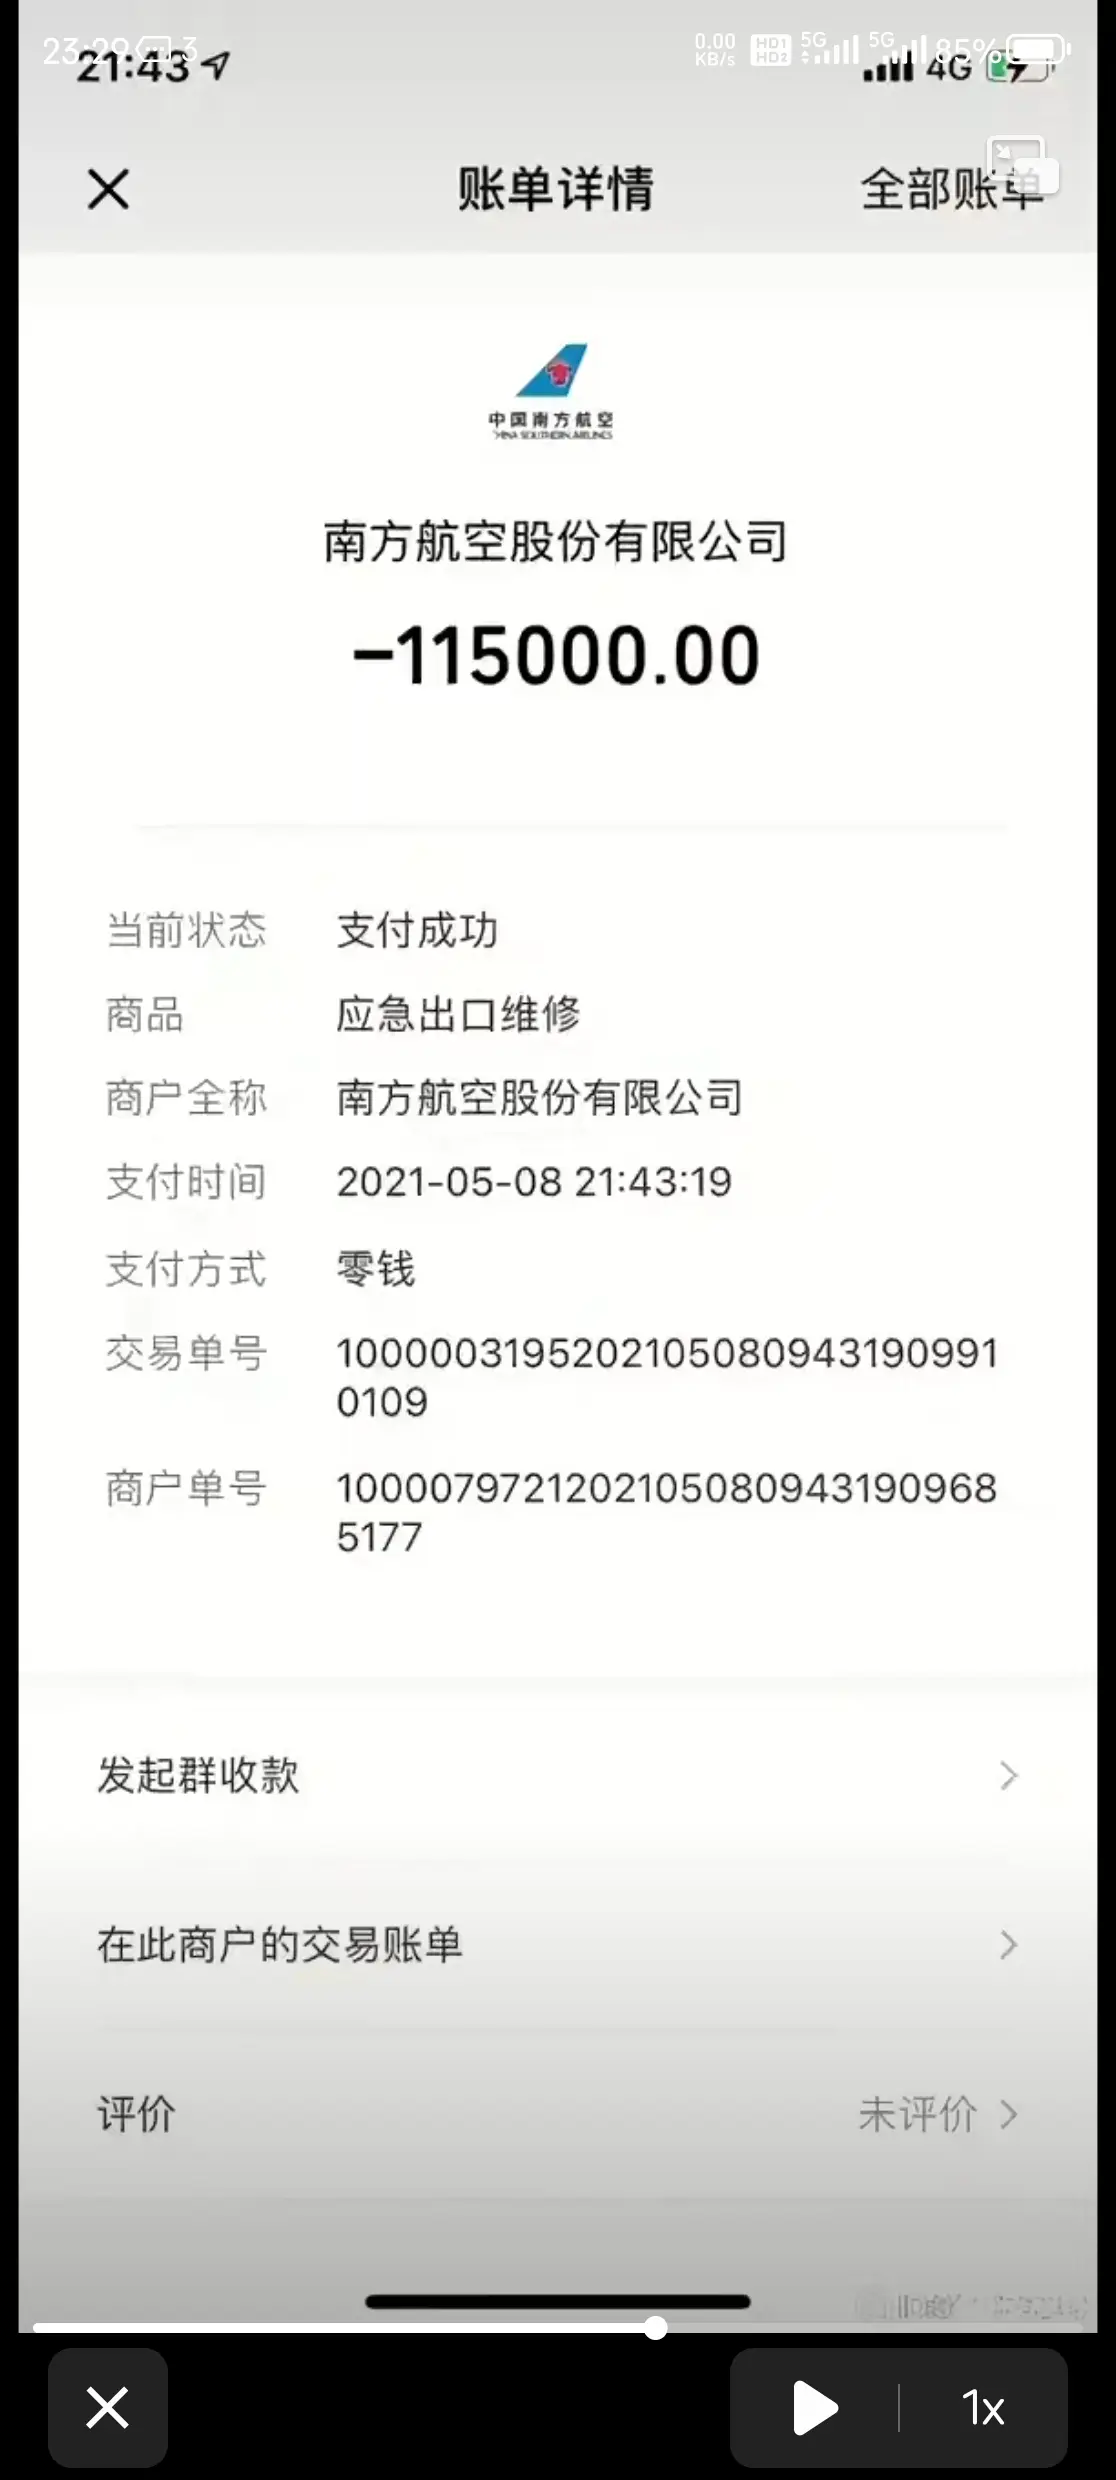 23:29 3
0.00 KB/s HD1 HD2 5G 5G 85%
21:43 4G
账单详情 全部账单
中国南方航空
CHINA SOUTHERN AIRLINES
南方航空股份有限公司
-115000.00
当前状态 支付成功
商品 应急出口维修
商户全称 南方航空股份有限公司
支付时间 2021-05-08 21:43:19
支付方式 零钱
交易单号 1000003195202105080943190991
0109
商户单号 1000079721202105080943190968
5177
发起群收款
在此商户的交易账单
评价 未评价
1x